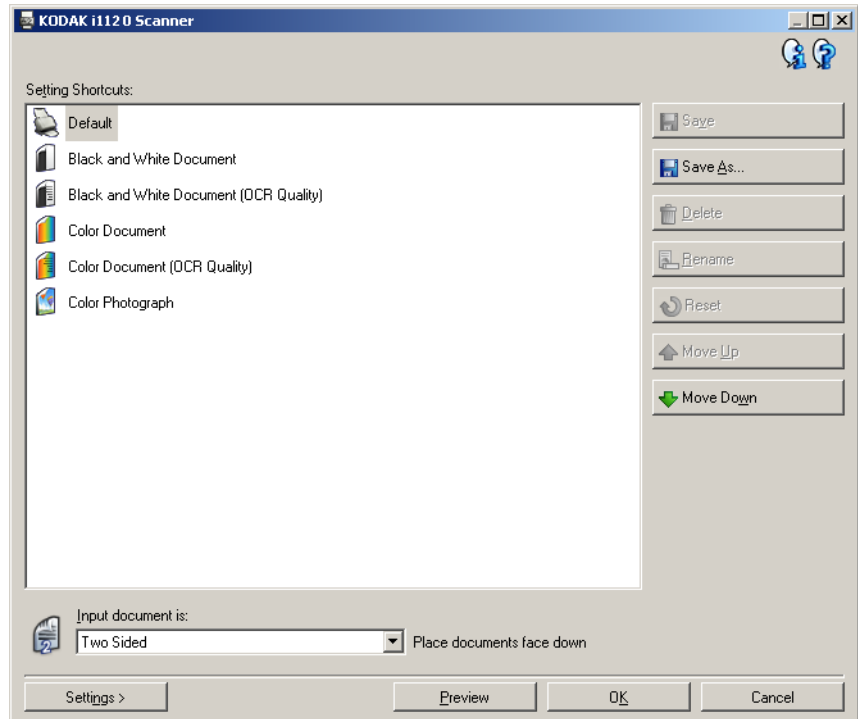 KODAK i1120 Scanner
Setting Shortcuts:
Default
Black and White Document
Black and White Document (OCR Quality)
Color Document
Color Document (OCR Quality)
Color Photograph
Save
Save As...
Delete
Rename
Reset
Move Up
Move Down
Input document is:
2
Two Sided
Place documents face down
Settings >
Preview
OK
Cancel